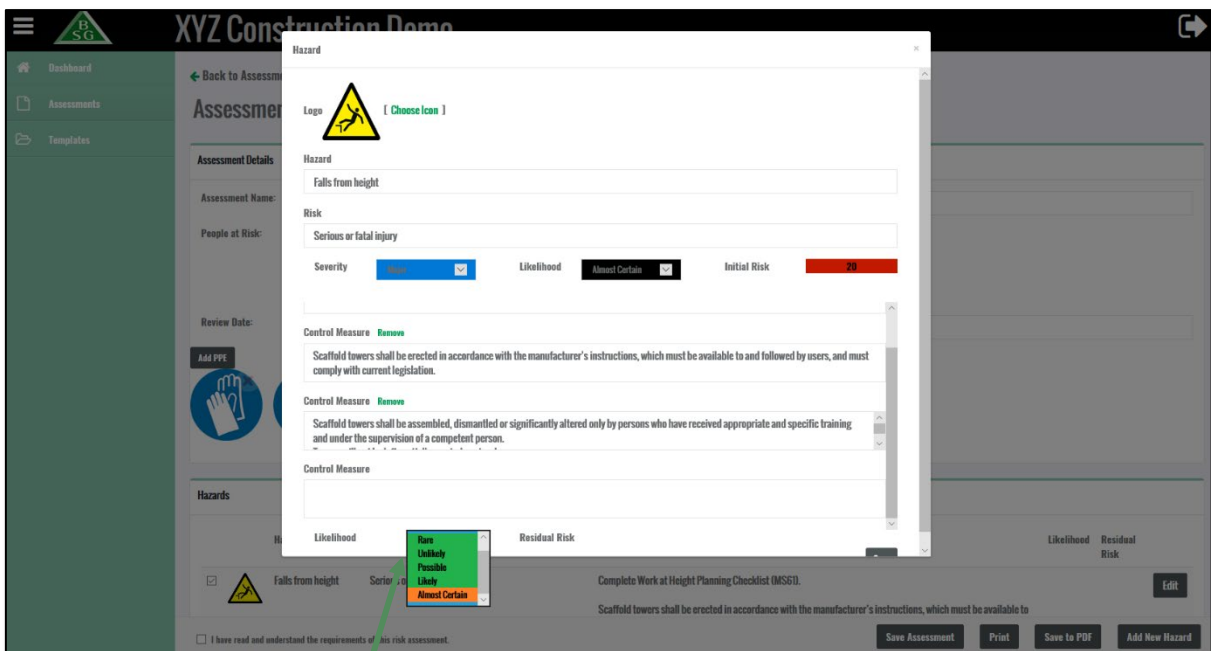 B
SG
XYZ Construction Demo
Dashboard
Assessments
Templates
Back to Assessm
Assessmen
Assessment Details
Assessment Name:
People at Risk:
Review Date:
Add PPE
Hazard
×
Logo
[ Choose Icon ]
Hazard
Falls from height
Risk
Serious or fatal injury
Severity
Likelihood
Almost Certain
Initial Risk
20
Control Measure Remove
Scaffold towers shall be erected in accordance with the manufacturer's instructions, which must be available to and followed by users, and must
comply with current legislation.
Control Measure Remove
Scaffold towers shall be assembled, dismantled or significantly altered only by persons who have received appropriate and specific training
and under the supervision of a competent person.
Control Measure
Likelihood
Rare
Unlikely
Possible
Likely
Almost Certain
Residual Risk
Hazards
Likelihood
Residual
Risk
Falls from height
Complete Work at Height Planning Checklist (MS61).
Edit
Scaffold towers shall be erected in accordance with the manufacturer's instructions, which must be available to
I have read and understand the requirements of this risk assessment.
Save Assessment
Print
Save to PDF
Add New Hazard